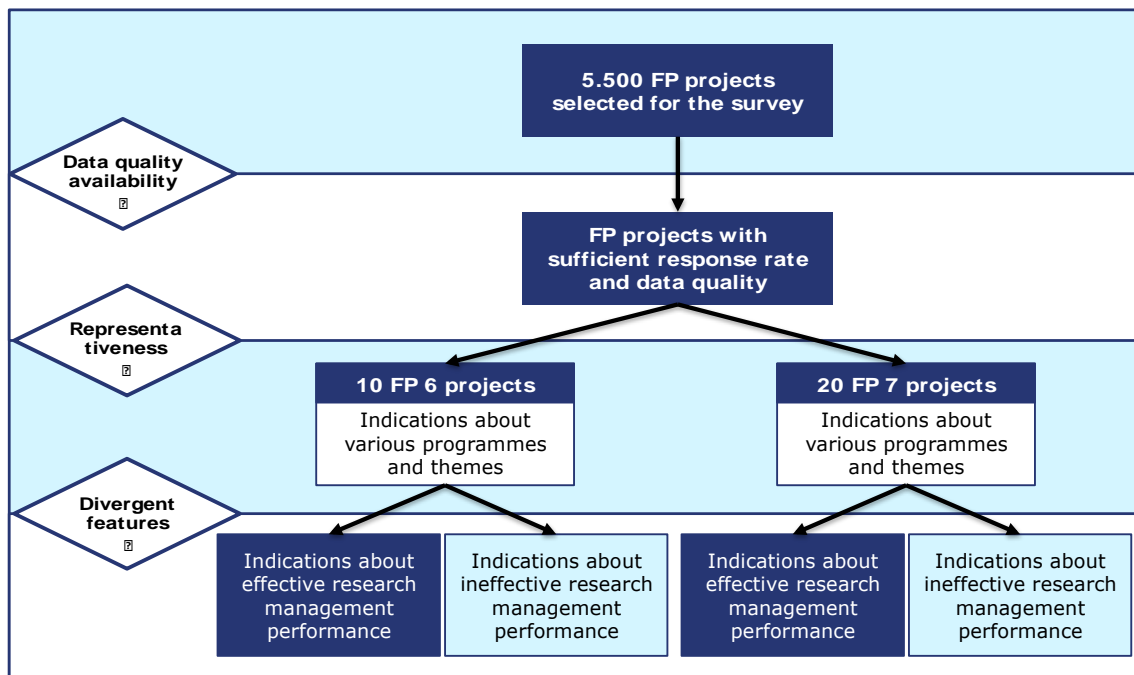 5.500 FP projects
selected for the survey
Data quality
availability
FP projects with
sufficient response rate
and data quality
Representa
tiveness
10 FP 6 projects
Indications about
various programmes
and themes
20 FP 7 projects
Indications about
various programmes
and themes
Divergent
features
Indications about
effective research
management
performance
Indications about
ineffective research
management
performance
Indications about
effective research
management
performance
Indications about
ineffective research
management
performance